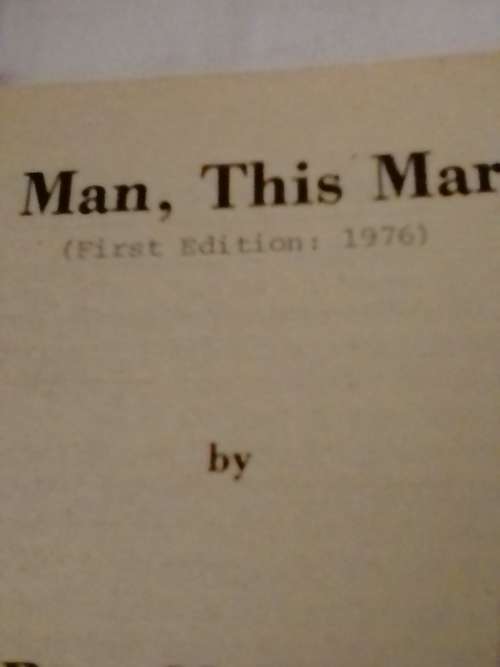 Man, This Mar
(First Edition: 1976)
by